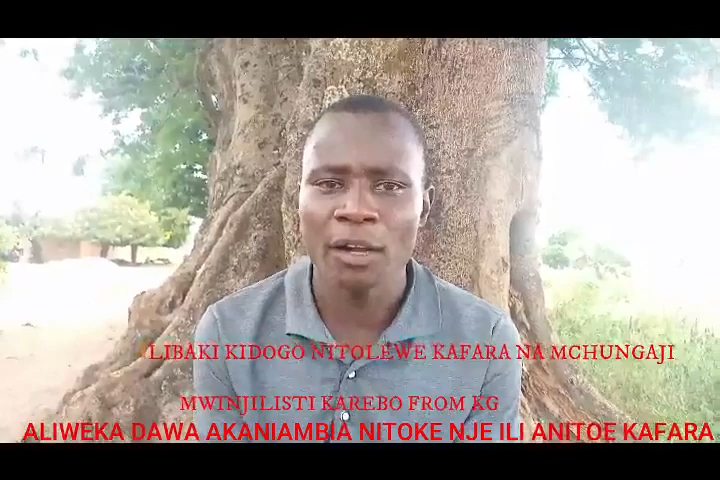 LIBAKI KIDOGO NITOLEWE KAFARA NA MCHUNGAJI
MWINJILISTI KAREBO FROM KG
ALIWEKA DAWA AKANIAMBIA NITOKE NJE ILI ANITOE KAFARA